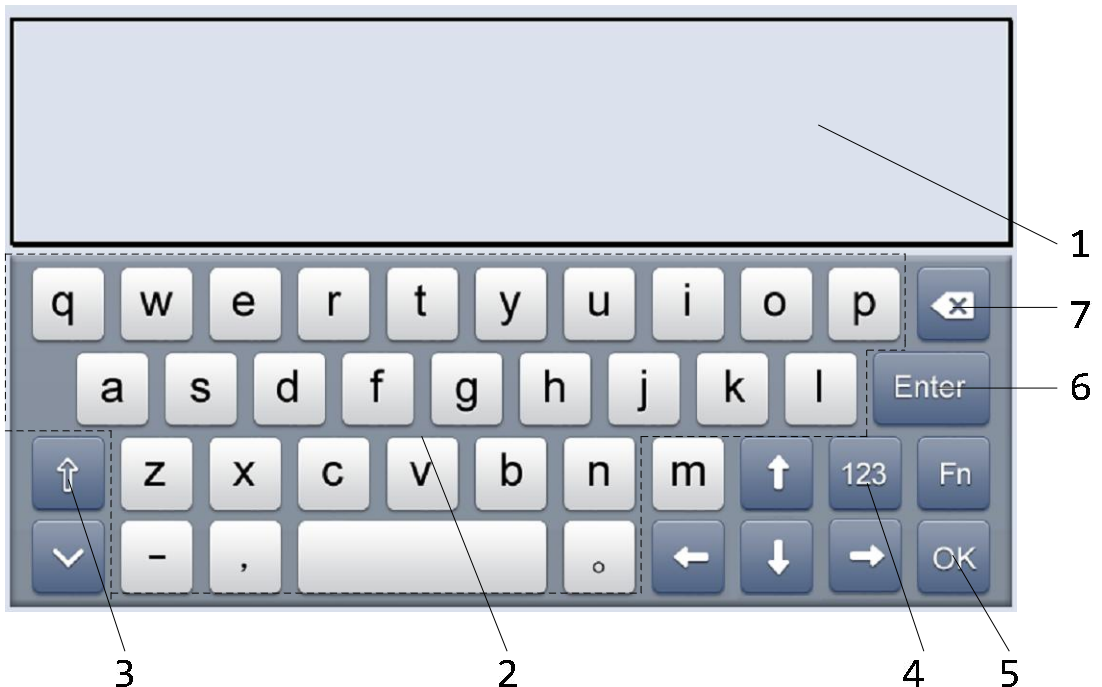 1
q w e r t y u i o p
7
a s d f g h j k l Enter
6
z x c v b n m 123 Fn
- , 。 OK
3 2 4 5